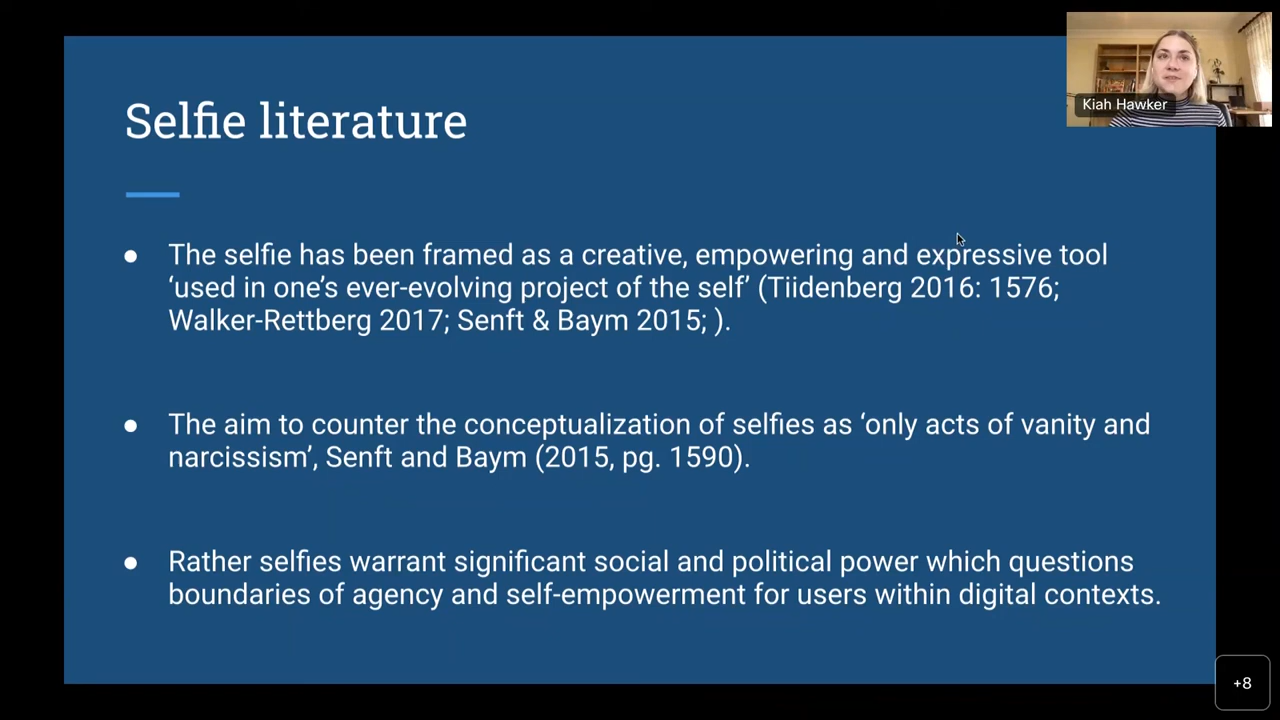 Selfie literature
Kiah Hawker
● The selfie has been framed as a creative, empowering and expressive tool
‘used in one’s ever-evolving project of the self’ (Tiidenberg 2016: 1576;
Walker-Rettberg 2017; Senft & Baym 2015; ).
● The aim to counter the conceptualization of selfies as ‘only acts of vanity and
narcissism’, Senft and Baym (2015, pg. 1590).
● Rather selfies warrant significant social and political power which questions
boundaries of agency and self-empowerment for users within digital contexts.
+8